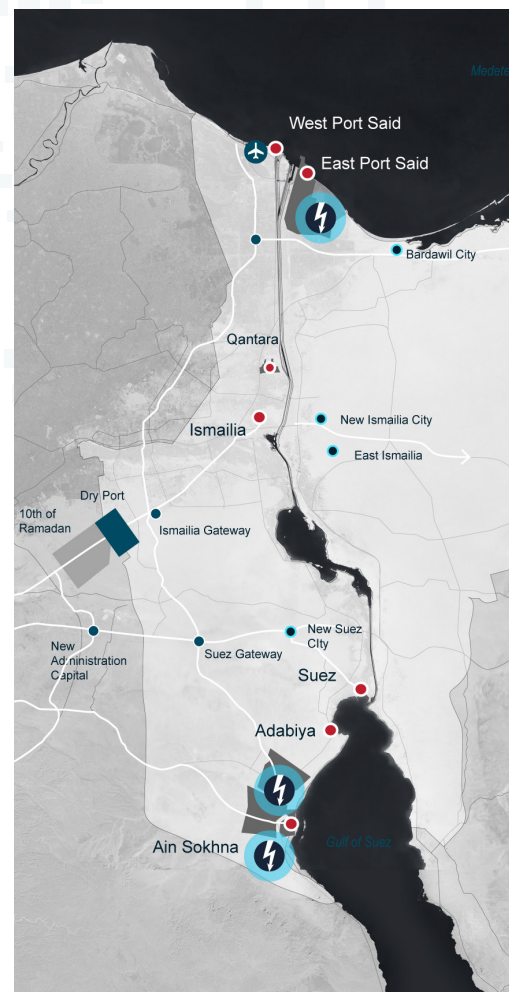 Medete
West Port Said
East Port Said
Bardawil City
Qantara
New Ismailia City
Ismailia
East Ismailia
Dry Port
10th of
Ramadan
Ismailia Gateway
New Suez
CIty
New
Administration
Capital
Suez Gateway
Suez
Adabiya
Gulf of Suez
Ain Sokhna